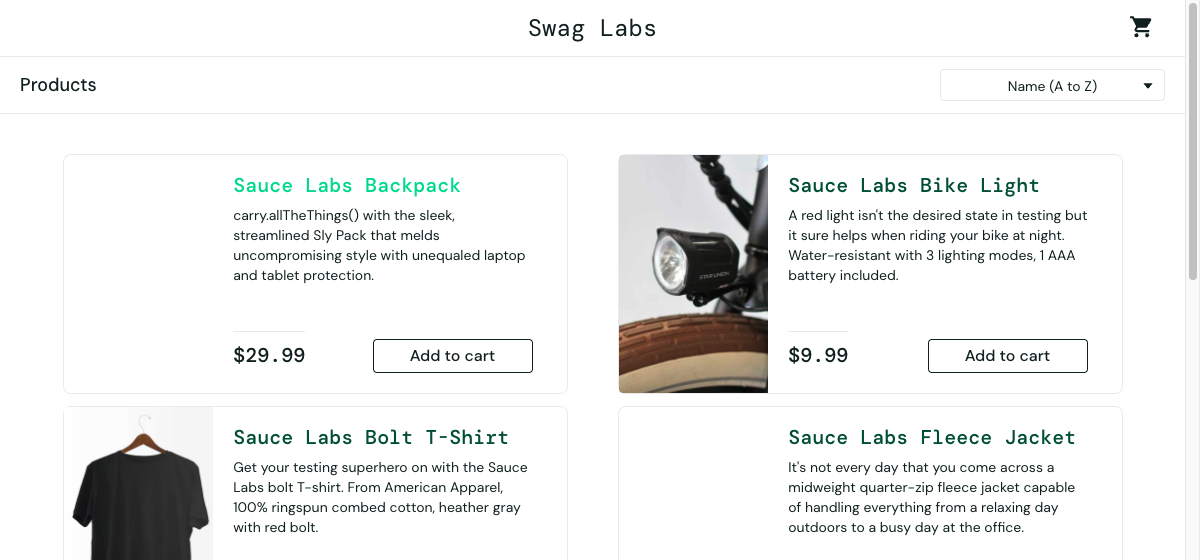 Swag Labs
Products
Name (A to Z)
Sauce Labs Backpack
carry.allTheThings() with the sleek,
streamlined Sly Pack that melds
uncompromising style with unequaled laptop
and tablet protection.
$29.99
Add to cart
Sauce Labs Bike Light
A red light isn't the desired state in testing but
it sure helps when riding your bike at night.
Water-resistant with 3 lighting modes, 1 AAA
battery included.
$9.99
Add to cart
Sauce Labs Bolt T-Shirt
Get your testing superhero on with the Sauce
Labs bolt T-shirt. From American Apparel,
100% ringspun combed cotton, heather gray
with red bolt.
Sauce Labs Fleece Jacket
It's not every day that you come across a
midweight quarter-zip fleece jacket capable
of handling everything from a relaxing day
outdoors to a busy day at the office.